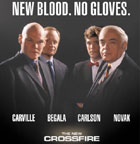 NEW BLOOD. NO GLOVES.
CARVILLE BEGALA CARLSON NOVAK
THE NEW
CROSSFIRE